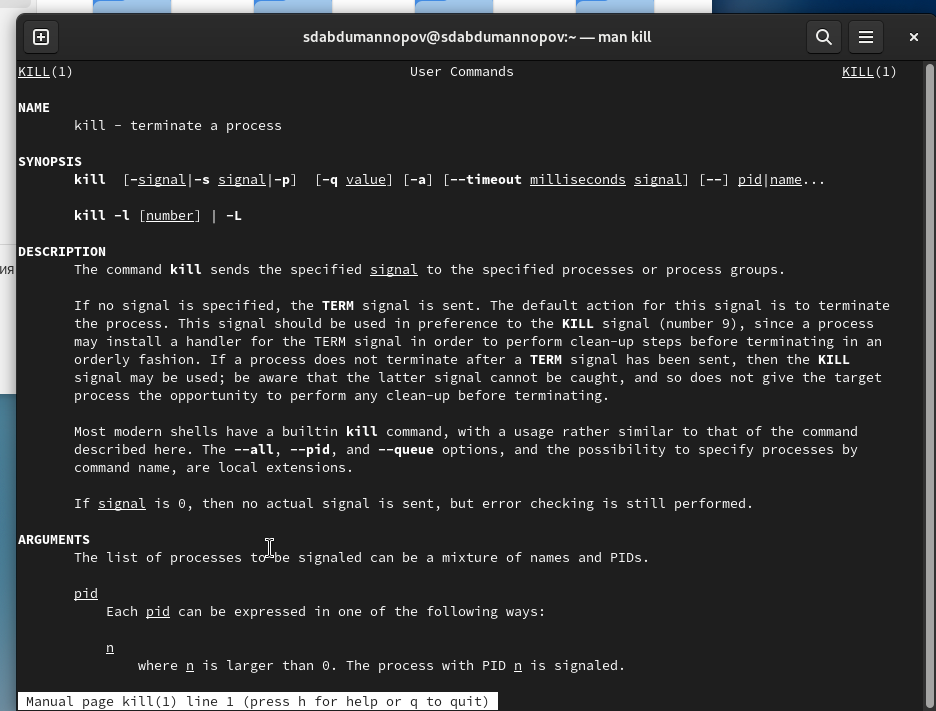 sdabdumannopov@sdabdumannopov:~ — man kill
KILL(1) User Commands KILL(1)
NAME
kill - terminate a process
SYNOPSIS
kill [-signal|-s signal|-p] [-q value] [-a] [--timeout milliseconds signal] [--] pid|name...
kill -l [number] | -L
DESCRIPTION
The command kill sends the specified signal to the specified processes or process groups.
If no signal is specified, the TERM signal is sent. The default action for this signal is to terminate
the process. This signal should be used in preference to the KILL signal (number 9), since a process
may install a handler for the TERM signal in order to perform clean-up steps before terminating in an
orderly fashion. If a process does not terminate after a TERM signal has been sent, then the KILL
signal may be used; be aware that the latter signal cannot be caught, and so does not give the target
process the opportunity to perform any clean-up before terminating.
Most modern shells have a builtin kill command, with a usage rather similar to that of the command
described here. The --all, --pid, and --queue options, and the possibility to specify processes by
command name, are local extensions.
If signal is 0, then no actual signal is sent, but error checking is still performed.
ARGUMENTS
The list of processes to be signaled can be a mixture of names and PIDs.
pid
Each pid can be expressed in one of the following ways:
n
where n is larger than 0. The process with PID n is signaled.
Manual page kill(1) line 1 (press h for help or q to quit)